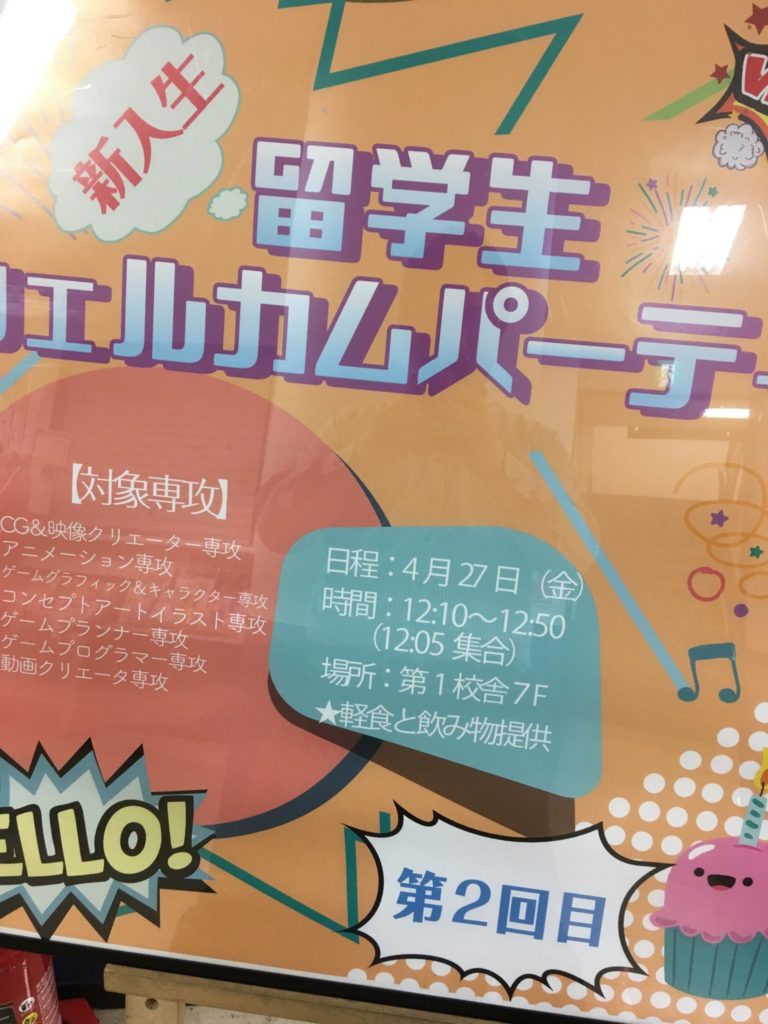 新入生
留学生
ウェルカムパーティ
【対象専攻】
CG&映像クリエーター専攻
アニメーション専攻
ゲームグラフィック&キャラクター専攻
コンセプトアートイラスト専攻
ゲームプランナー専攻
ゲームプログラマー専攻
動画クリエータ専攻
日程：4月27日（金）
時間：12:10～12:50
（12:05 集合）
場所：第1校舎7F
★軽食と飲み物提供
ELLO!
第2回目